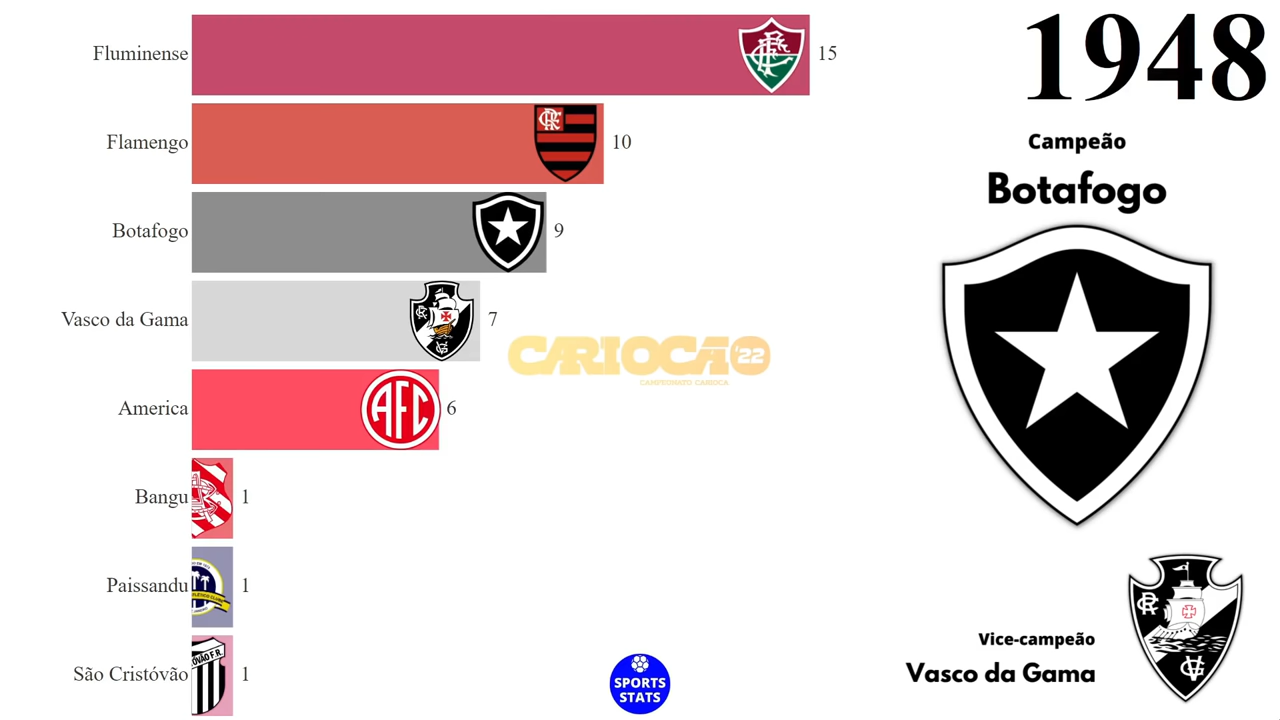 Fluminense 15
1948
Campeão
Botafogo
Flamengo 10
Botafogo 9
Vasco da Gama 7
CARIOCÃO '22
CAMPEONATO CARIOCA
America AFC 6
Bangu 1
Paissandu 1
São Cristóvão 1
Vice-campeão
Vasco da Gama
SPORTS
STATS